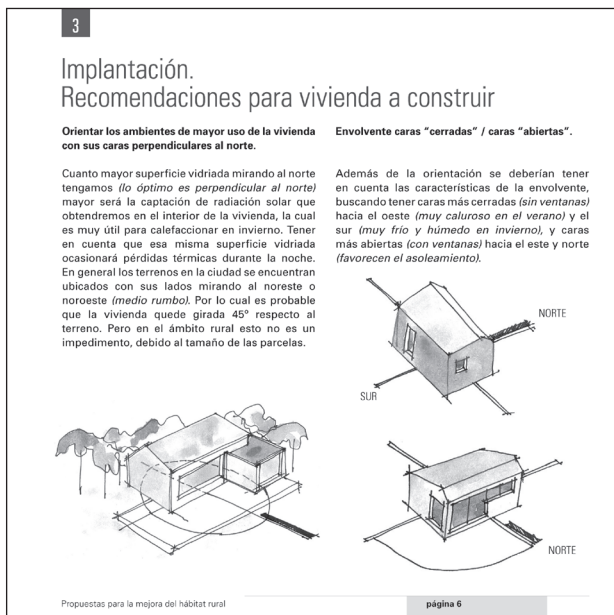 3
Implantación.
Recomendaciones para vivienda a construir
Orientar los ambientes de mayor uso de la vivienda
con sus caras perpendiculares al norte.
Cuanto mayor superficie vidriada mirando al norte
tengamos (lo óptimo es perpendicular al norte)
mayor será la captación de radiación solar que
obtendremos en el interior de la vivienda, la cual
es muy útil para calefaccionar en invierno. Tener
en cuenta que esa misma superficie vidriada
ocasionará pérdidas térmicas durante la noche.
En general los terrenos en la ciudad se encuentran
ubicados con sus lados mirando al noreste o
noroeste (medio rumbo). Por lo cual es probable
que la vivienda quede girada 45º respecto al
terreno. Pero en el ámbito rural esto no es un
impedimento, debido al tamaño de las parcelas.
Envolvente caras “cerradas” / caras “abiertas”.
Además de la orientación se deberían tener
en cuenta las características de la envolvente,
buscando tener caras más cerradas (sin ventanas)
hacia el oeste (muy caluroso en el verano) y el
sur (muy frío y húmedo en invierno), y caras
más abiertas (con ventanas) hacia el este y norte
(favorecen el asoleamiento).
NORTE
SUR
NORTE
Propuestas para la mejora del hábitat rural
página 6